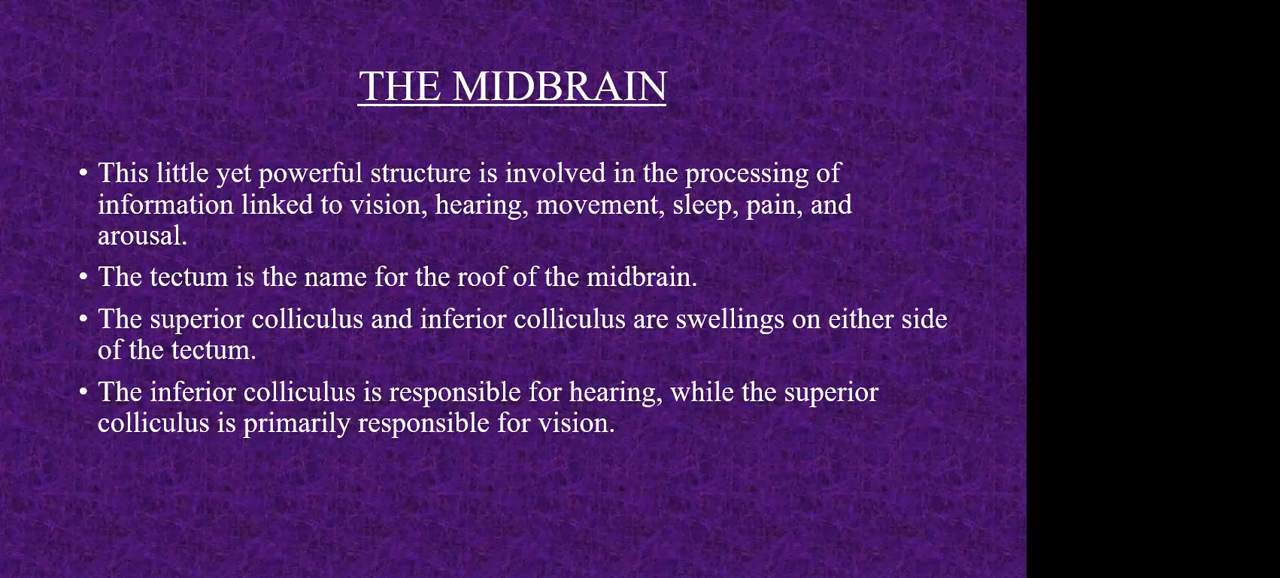 THE MIDBRAIN
• This little yet powerful structure is involved in the processing of
information linked to vision, hearing, movement, sleep, pain, and
arousal.
• The tectum is the name for the roof of the midbrain.
• The superior colliculus and inferior colliculus are swellings on either side
of the tectum.
• The inferior colliculus is responsible for hearing, while the superior
colliculus is primarily responsible for vision.